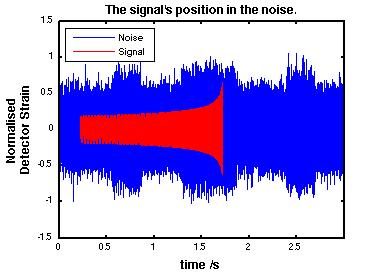 The signal's position in the noise.
Noise
Signal
Normalised
Detector Strain
1.5
1
0.5
0
-0.5
-1
-1.5
0 0.5 1 1.5 2 2.5
time /s